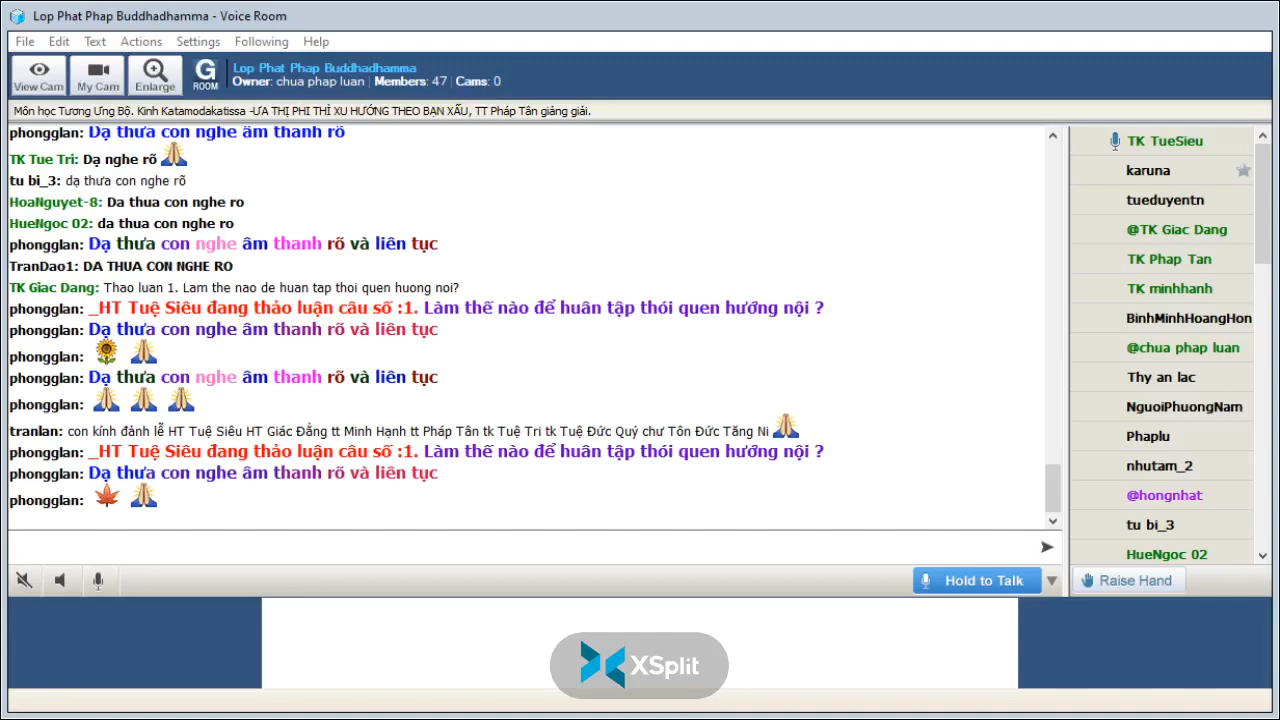 Lop Phat Phap Buddhadhamma - Voice Room
File Edit Text Actions Settings Following Help
View Cam My Cam Enlarge G ROOM
Lop Phat Phap Buddhadhamma
Owner: chua phap luan | Members: 47 | Cams: 0
Môn học Tương Ưng Bộ. Kinh Katamodakatissa -ƯA THỊ PHI THÌ XU HƯỚNG THEO BẠN XẤU, TT Pháp Tân giảng giải.
phongglan: Dạ thưa con nghe âm thanh rõ
TK Tue Tri: Dạ nghe rõ
tu bi_3: dạ thưa con nghe rõ
HoaNguyet-8: Da thua con nghe ro
HueNgoc 02: da thua con nghe ro
phongglan: Dạ thưa con nghe âm thanh rõ và liên tục
TranDao1: DA THUA CON NGHE RO
TK Giac Dang: Thao luan 1. Lam the nao de huan tap thoi quen huong noi?
phongglan: _HT Tuệ Siêu đang thảo luận câu số :1. Làm thế nào để huân tập thói quen hướng nội ?
phongglan: Dạ thưa con nghe âm thanh rõ và liên tục
phongglan:
phongglan: Dạ thưa con nghe âm thanh rõ và liên tục
phongglan:
tranlan: con kính đảnh lễ HT Tuệ Siêu HT Giác Đẳng tt Minh Hạnh tt Pháp Tân tk Tuệ Tri tk Tuệ Đức Quý chư Tôn Đức Tăng Ni
phongglan: _HT Tuệ Siêu đang thảo luận câu số :1. Làm thế nào để huân tập thói quen hướng nội ?
phongglan: Dạ thưa con nghe âm thanh rõ và liên tục
phongglan:
Hold to Talk
TK TueSieu
karuna
tueduyentn
@TK Giac Dang
TK Phap Tan
TK minhhanh
BinhMinhHoangHon
@chua phap luan
Thy an lac
NguoiPhuongNam
Phaplu
nhutam_2
@hongnhat
tu bi_3
HueNgoc 02
Raise Hand
XSplit